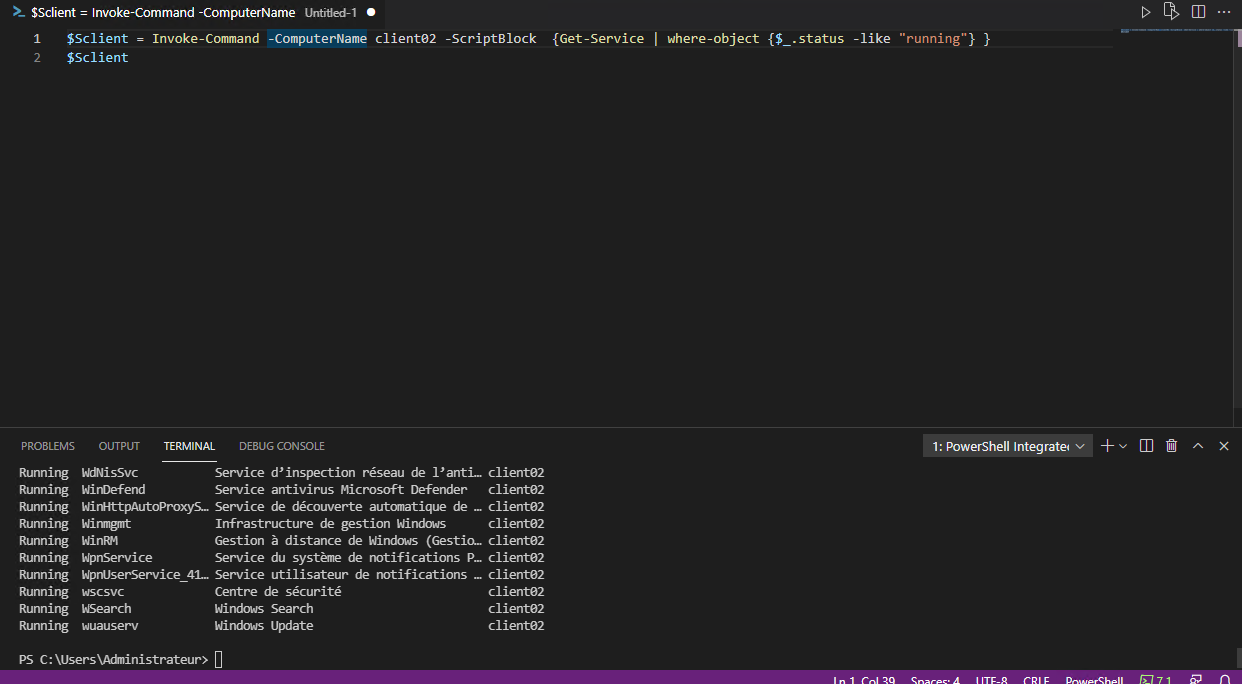 $Sclient = Invoke-Command -ComputerName Untitled-1
1 $Sclient = Invoke-Command -ComputerName client02 -ScriptBlock  {Get-Service | where-object {$_.status -like "running"} }
2 $Sclient
PROBLEMS OUTPUT TERMINAL DEBUG CONSOLE 1: PowerShell Integrate
Running WdNisSvc Service d’inspection réseau de l’anti… client02
Running WinDefend Service antivirus Microsoft Defender client02
Running WinHttpAutoProxyS… Service de découverte automatique de … client02
Running Winmgmt Infrastructure de gestion Windows client02
Running WinRM Gestion à distance de Windows (Gestio… client02
Running WpnService Service du système de notifications P… client02
Running WpnUserService_41… Service utilisateur de notifications … client02
Running wscsvc Centre de sécurité client02
Running WSearch Windows Search client02
Running wuauserv Windows Update client02
PS C:\Users\Administrateur>
Ln 1, Col 39 Spaces: 4 UTF-8 CRLF PowerShell 7.1